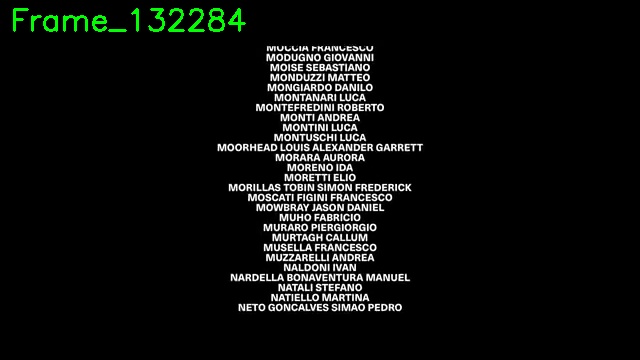 Frame_132284
MOCCIA FRANCESCO
MODUGNO GIOVANNI
MOISE SEBASTIANO
MONDUZZI MATTEO
MONGIARDO DANILO
MONTANARI LUCA
MONTEFREDINI ROBERTO
MONTI ANDREA
MONTINI LUCA
MONTUSCHI LUCA
MOORHEAD LOUIS ALEXANDER GARRETT
MORARA AURORA
MORENO IDA
MORETTI ELIO
MORILLAS TOBIN SIMON FREDERICK
MOSCATI FIGINI FRANCESCO
MOWBRAY JASON DANIEL
MUHO FABRICIO
MURARO PIERGIORGIO
MURTAGH CALLUM
MUSELLA FRANCESCO
MUZZARELLI ANDREA
NALDONI IVAN
NARDELLA BONAVENTURA MANUEL
NATALI STEFANO
NATIELLO MARTINA
NETO GONCALVES SIMAO PEDRO